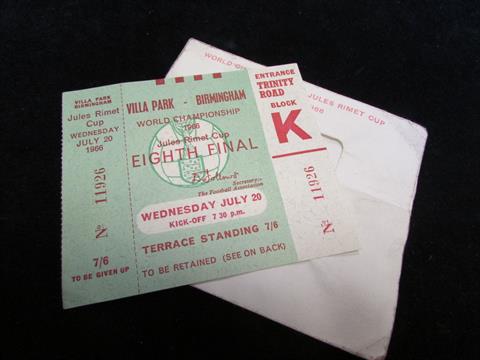 VILLA PARK
BIRMINGHAM
Jules Rimet
Cup
WEDNESDAY
JULY 20
1966
11926
No
7/6
TO BE GIVEN UP
VILLA PARK - BIRMINGHAM
WORLD CHAMPIONSHIP
1966
Jules Rimet Cup
EIGHTH FINAL
Secretary
The Football Association
WEDNESDAY JULY 20
KICK-OFF 7 30 p.m.
TERRACE STANDING 7/6
TO BE RETAINED (SEE ON BACK)
ENTRANCE
TRINITY
ROAD
BLOCK
K
11926
No
WORLD
JULES RIMET CUP